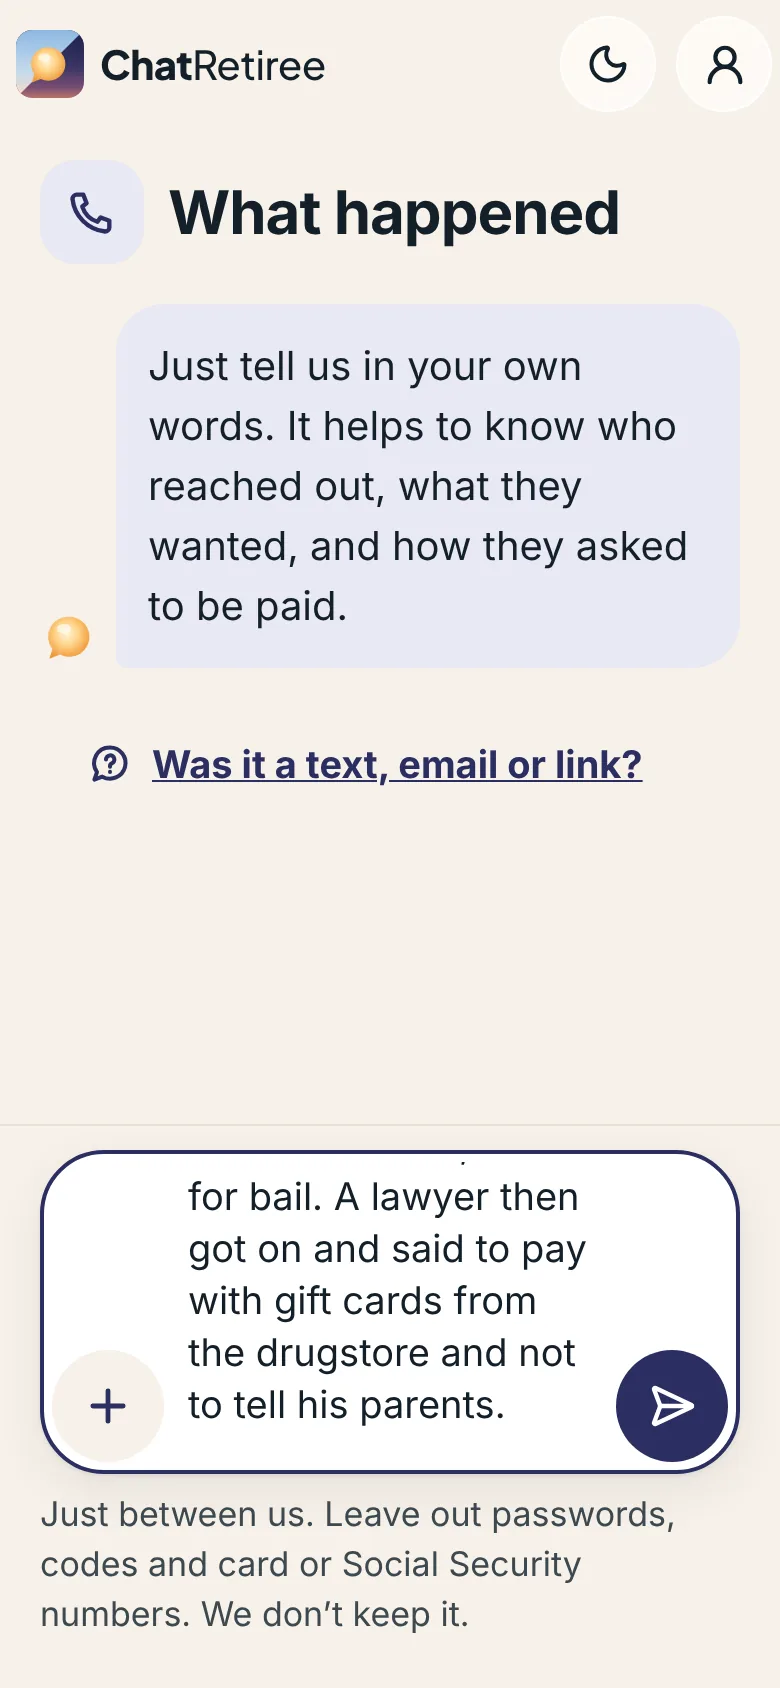 ChatRetiree
What happened
Just tell us in your own
words. It helps to know who
reached out, what they
wanted, and how they asked
to be paid.
Was it a text, email or link?
for bail. A lawyer then
got on and said to pay
with gift cards from
the drugstore and not
to tell his parents.
Just between us. Leave out passwords,
codes and card or Social Security
numbers. We don’t keep it.